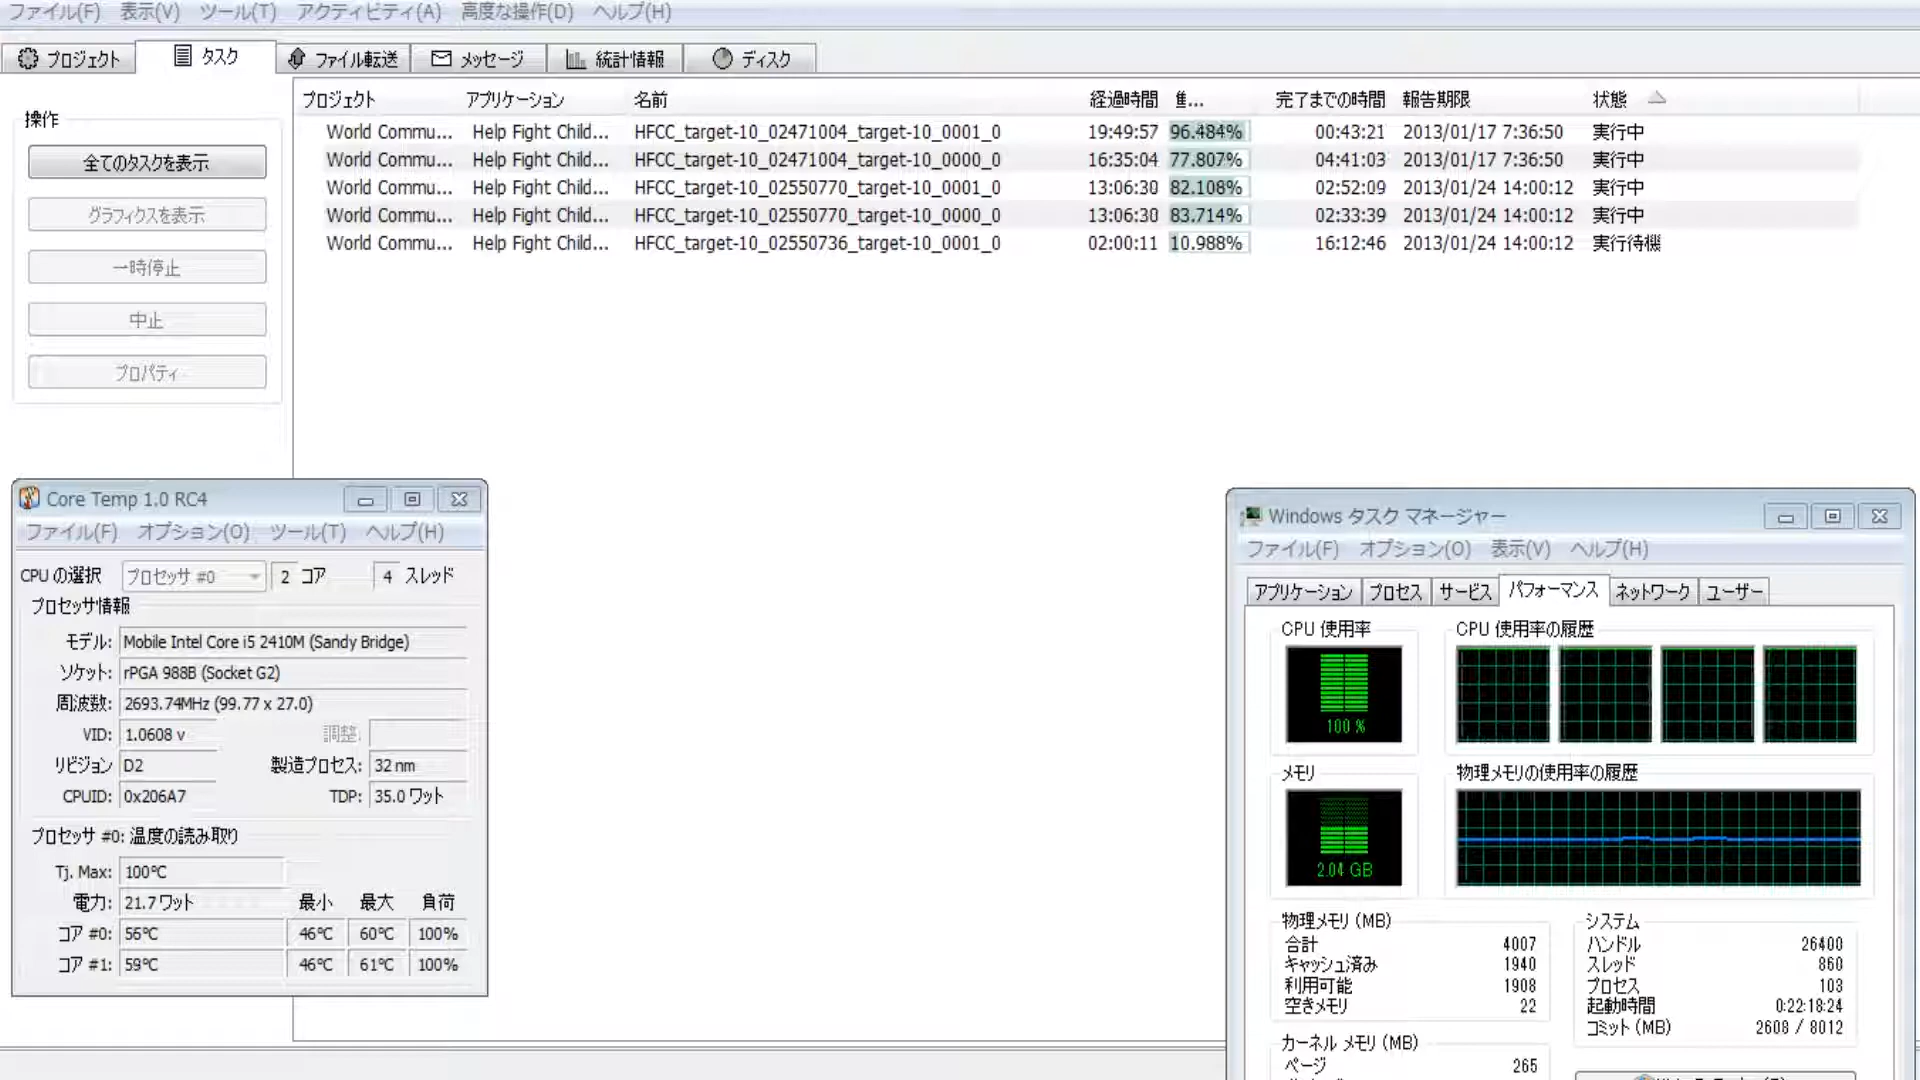 ファイル(F) 表示(V) ツール(T) アクティビティ(A) 高度な操作(D) ヘルプ(H)
プロジェクト タスク ファイル転送 メッセージ 統計情報 ディスク
操作
全てのタスクを表示
グラフィクスを表示
一時停止
中止
プロパティ
プロジェクト アプリケーション 名前 経過時間 進... 完了までの時間 報告期限 状態
World Commu... Help Fight Child... HFCC_target-10_02471004_target-10_0001_0 19:49:57 96.484% 00:43:21 2013/01/17 7:36:50 実行中
World Commu... Help Fight Child... HFCC_target-10_02471004_target-10_0000_0 16:35:04 77.807% 04:41:03 2013/01/17 7:36:50 実行中
World Commu... Help Fight Child... HFCC_target-10_02550770_target-10_0001_0 13:06:30 82.108% 02:52:09 2013/01/24 14:00:12 実行中
World Commu... Help Fight Child... HFCC_target-10_02550770_target-10_0000_0 13:06:30 83.714% 02:33:39 2013/01/24 14:00:12 実行中
World Commu... Help Fight Child... HFCC_target-10_02550736_target-10_0001_0 02:00:11 10.988% 16:12:46 2013/01/24 14:00:12 実行待機
Core Temp 1.0 RC4
ファイル(F) オプション(O) ツール(T) ヘルプ(H)
CPU の選択 プロセッサ #0 2 コア 4 スレッド
プロセッサ情報
モデル: Mobile Intel Core i5 2410M (Sandy Bridge)
ソケット: rPGA 988B (Socket G2)
周波数: 2693.74MHz (99.77 x 27.0)
VID: 1.0608 v 調整:
リビジョン D2 製造プロセス: 32 nm
CPUID: 0x206A7 TDP: 35.0 ワット
プロセッサ #0: 温度の読み取り
Tj. Max: 100℃
電力: 21.7 ワット 最小 最大 負荷
コア #0: 56℃ 46℃ 60℃ 100%
コア #1: 59℃ 46℃ 61℃ 100%
Windows タスク マネージャー
ファイル(F) オプション(O) 表示(V) ヘルプ(H)
アプリケーション プロセス サービス パフォーマンス ネットワーク ユーザー
CPU 使用率 CPU 使用率の履歴
100 %
メモリ 物理メモリの使用率の履歴
2.04 GB
物理メモリ (MB)
合計 4007
キャッシュ済み 1940
利用可能 1908
空きメモリ 22
カーネル メモリ (MB)
ページ 265
システム
ハンドル 26400
スレッド 860
プロセス 103
起動時間 0:22:18:24
コミット (MB) 2608 / 8012